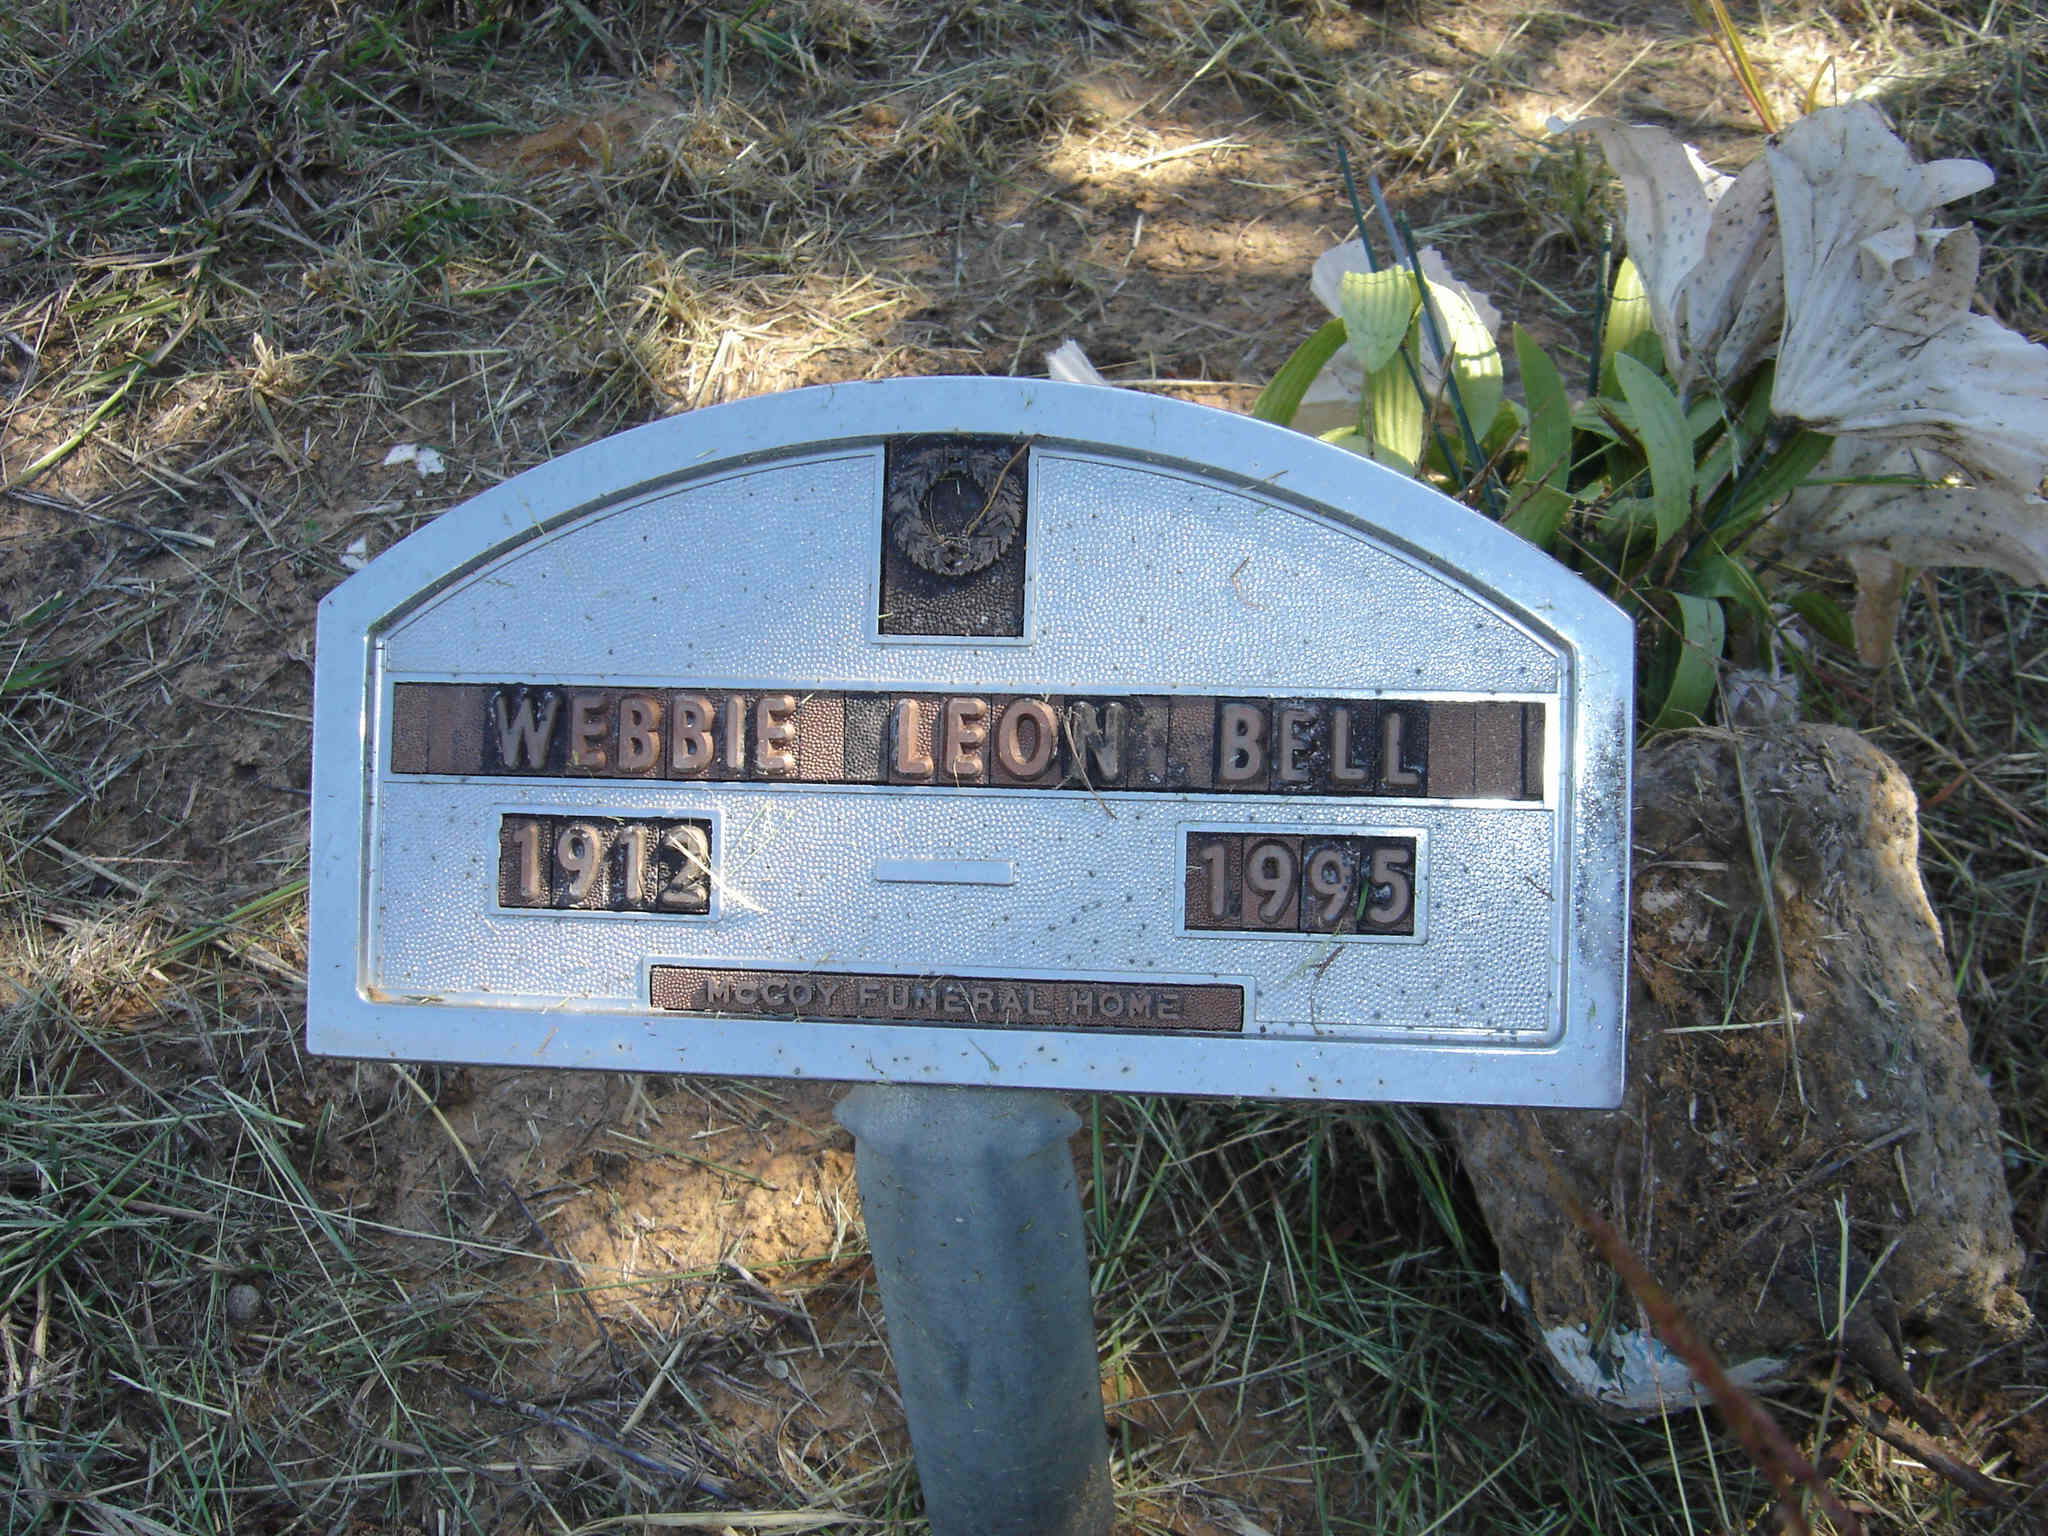 WEBBIE LEON BELL
1912 — 1995
McCOY FUNERAL HOME